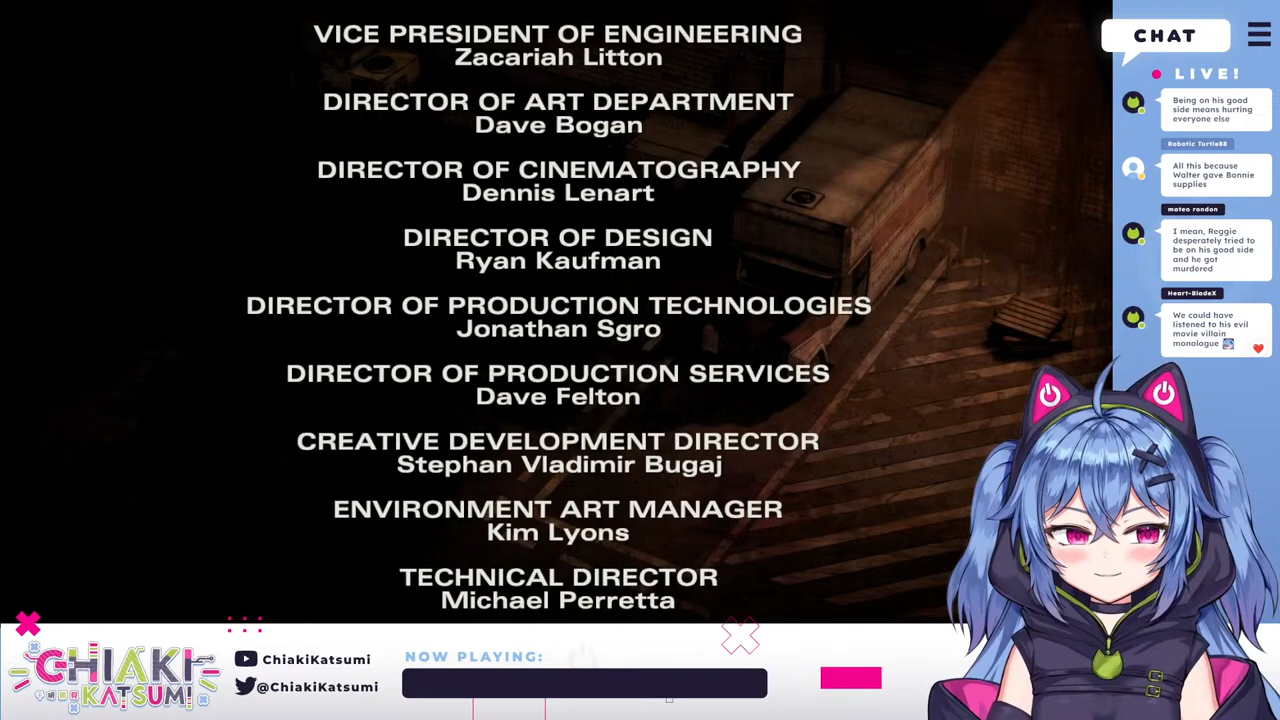 VICE PRESIDENT OF ENGINEERING
Zacariah Litton
DIRECTOR OF ART DEPARTMENT
Dave Bogan
DIRECTOR OF CINEMATOGRAPHY
Dennis Lenart
DIRECTOR OF DESIGN
Ryan Kaufman
DIRECTOR OF PRODUCTION TECHNOLOGIES
Jonathan Sgro
DIRECTOR OF PRODUCTION SERVICES
Dave Felton
CREATIVE DEVELOPMENT DIRECTOR
Stephan Vladimir Bugaj
ENVIRONMENT ART MANAGER
Kim Lyons
TECHNICAL DIRECTOR
Michael Perretta
CHAT
LIVE!
Being on his good
side means hurting
everyone else
Robotic Turtle88
All this because
Walter gave Bonnie
supplies
mateo rondon
I mean, Reggie
desperately tried to
be on his good side
and he got
murdered
Heart-BladeX
We could have
listened to his evil
movie villain
monologue
CHIAKI
KATSUMI
ChiakiKatsumi
@ChiakiKatsumi
NOW PLAYING: